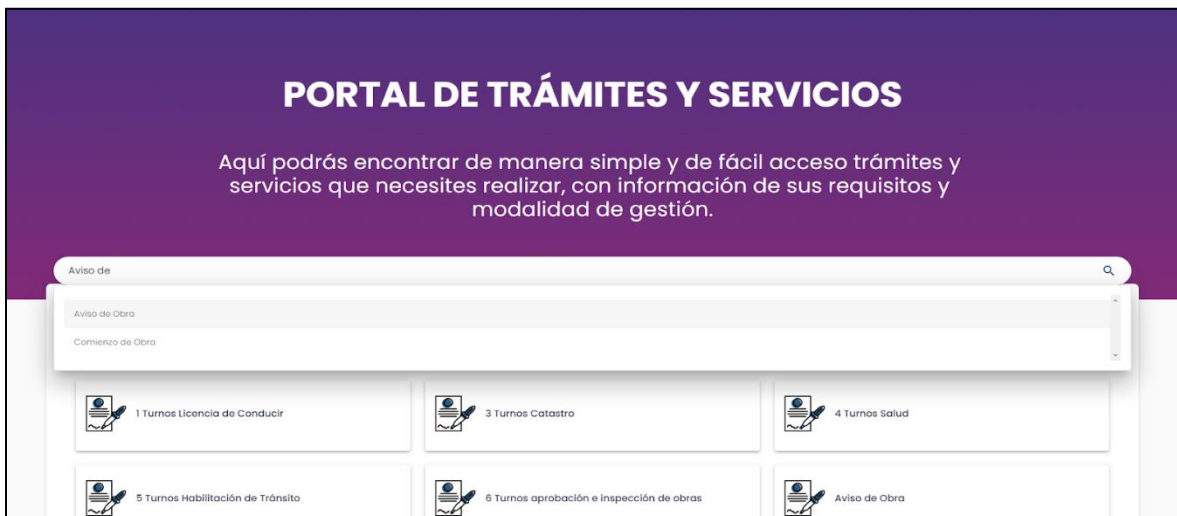 PORTAL DE TRÁMITES Y SERVICIOS
Aquí podrás encontrar de manera simple y de fácil acceso trámites y
servicios que necesites realizar, con información de sus requisitos y
modalidad de gestión.
Aviso de
Aviso de Obra
Comienzo de Obra
1 Turnos Licencia de Conducir
3 Turnos Catastro
4 Turnos Salud
5 Turnos Habilitación de Tránsito
6 Turnos aprobación e inspección de obras
Aviso de Obra